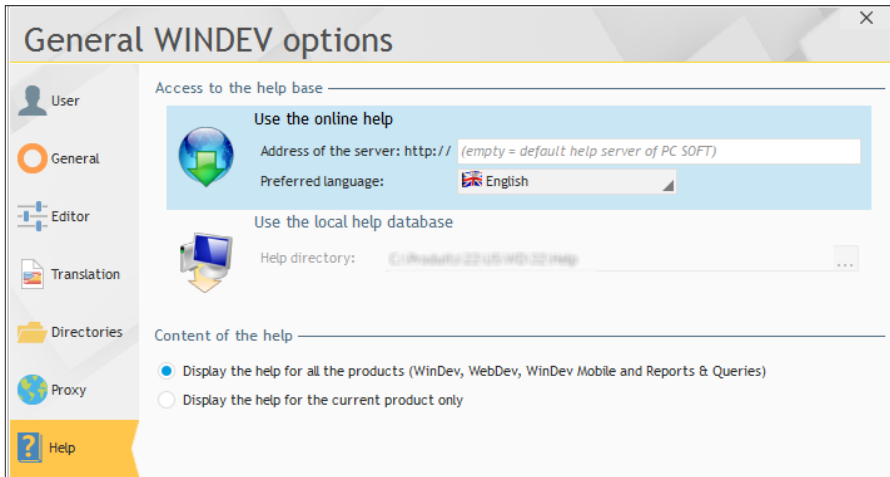 General WINDEV options
User
General
Editor
Translation
Directories
Proxy
Help
Access to the help base
Use the online help
Address of the server: http:// (empty = default help server of PC SOFT)
Preferred language: English
Use the local help database
Help directory:
...
Content of the help
Display the help for all the products (WinDev, WebDev, WinDev Mobile and Reports & Queries)
Display the help for the current product only